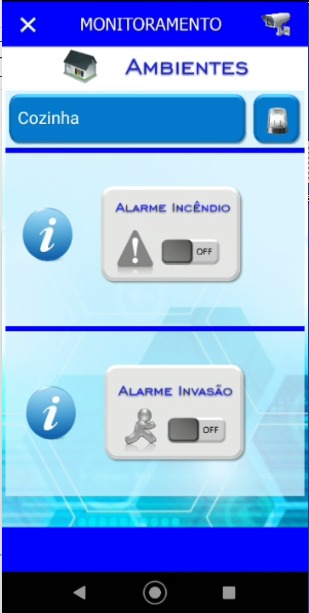 MONITORAMENTO
AMBIENTES
Cozinha
ALARME INCÊNDIO
OFF
ALARME INVASÃO
OFF